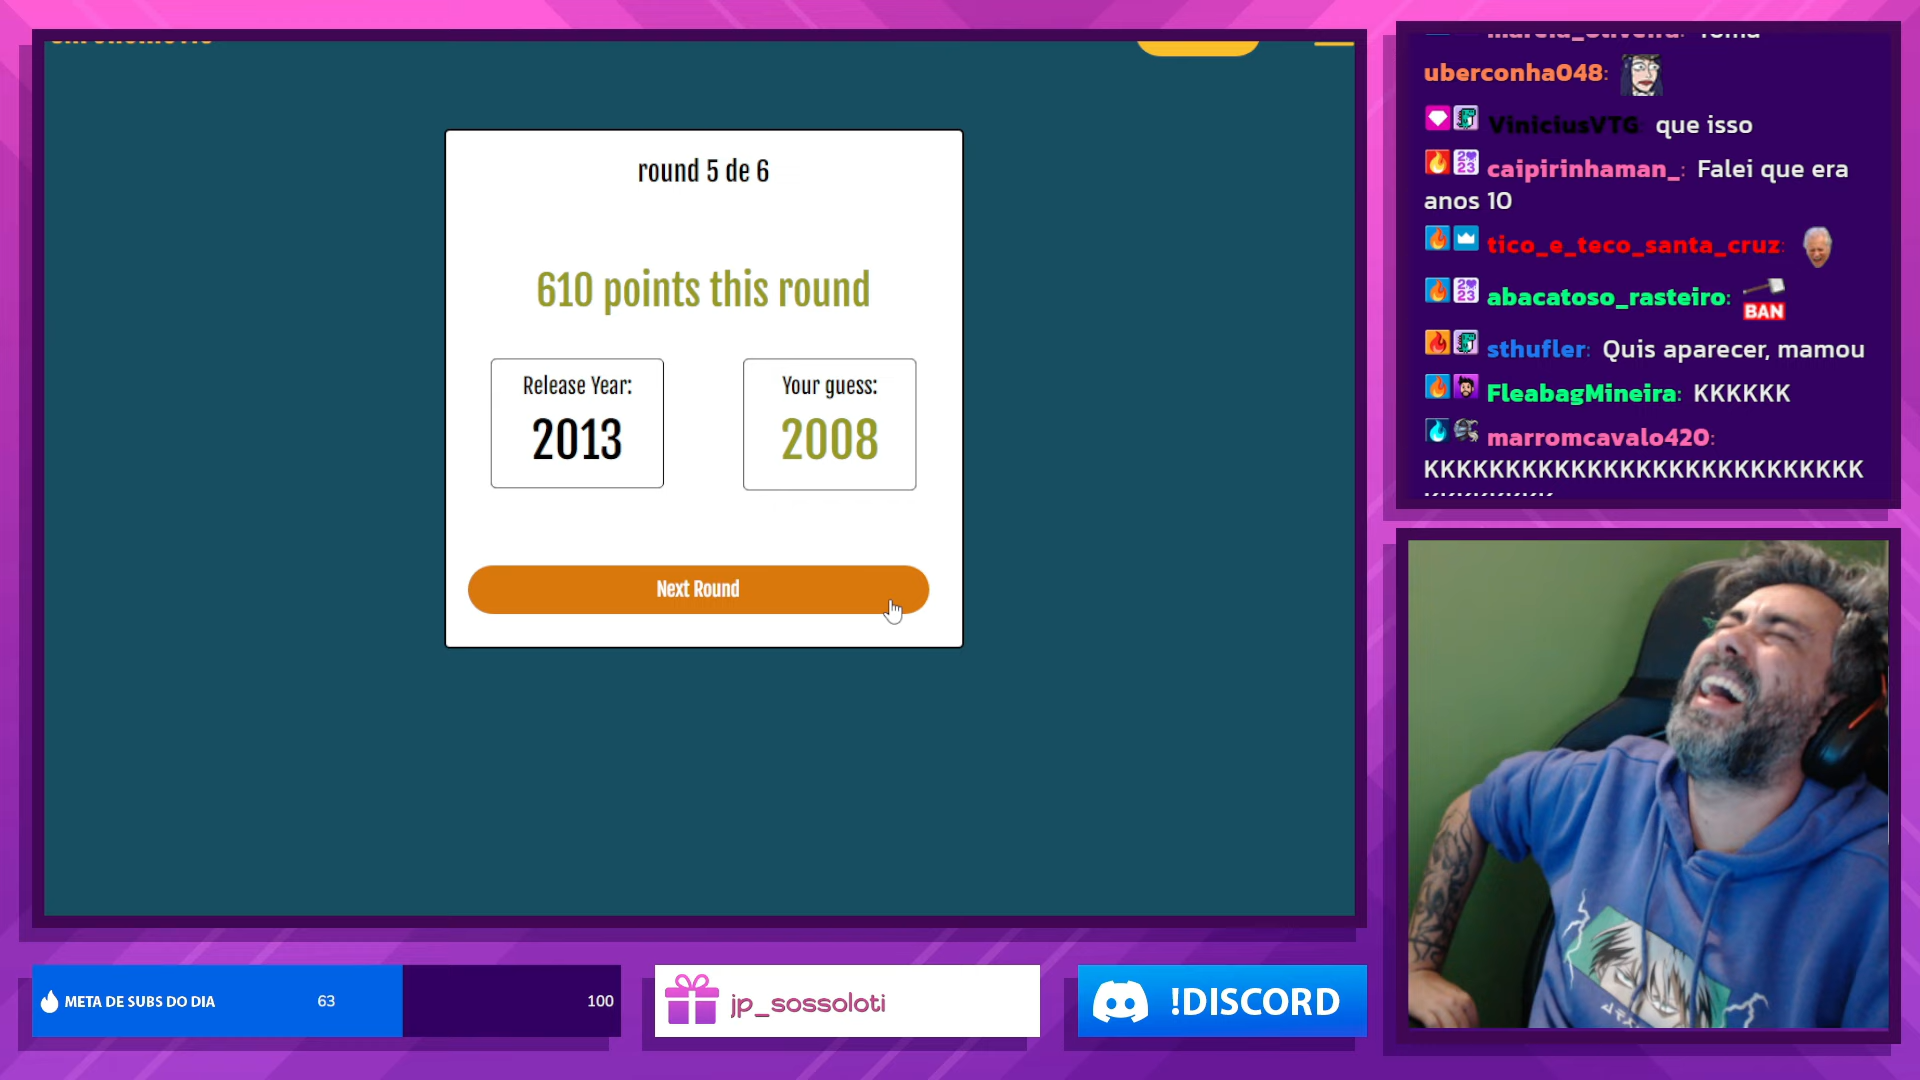 round 5 de 6
610 points this round
Release Year:
2013
Your guess:
2008
Next Round
uberconha048:
ViniciusVTG: que isso
caipirinhaman_: Falei que era
anos 10
tico_e_teco_santa_cruz:
abacatoso_rasteiro:
BAN
sthufler: Quis aparecer, mamou
FleabagMineira: KKKKKK
marromcavalo420:
KKKKKKKKKKKKKKKKKKKKKKKKKKK
META DE SUBS DO DIA 63 100
jp_sossoloti
!DISCORD